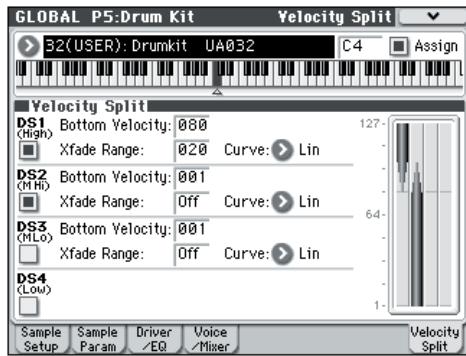 GLOBAL P5:Drum Kit Velocity Split
32(USER): Drumkit UA032 C4 Assign
Velocity Split
DS1 Bottom Velocity: 080 127-
(High) Xfade Range: 020 Curve: Lin
DS2 Bottom Velocity: 001
(M Hi) Xfade Range: Off Curve: Lin
64-
DS3 Bottom Velocity: 001
(MLo) Xfade Range: Off Curve: Lin
DS4
(Low)
1-
Sample Setup Sample Param Driver /EQ Voice /Mixer Velocity Split